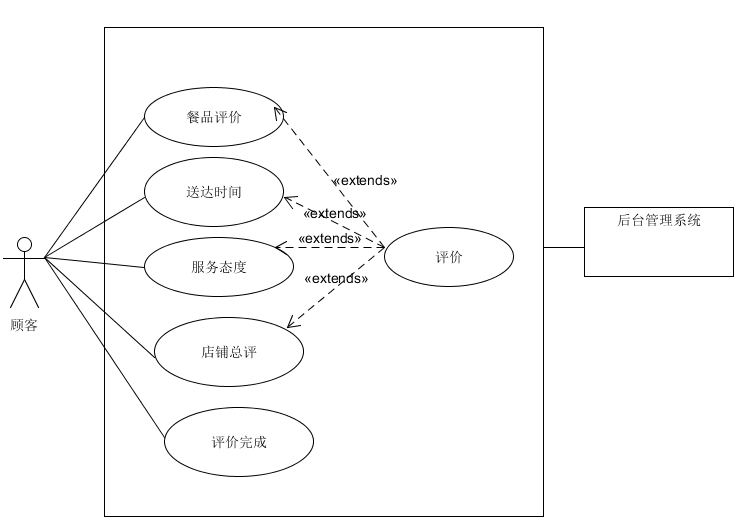 餐品评价
«extends»
送达时间
«extends»
后台管理系统
«extends»
服务态度
评价
«extends»
顾客
店铺总评
评价完成